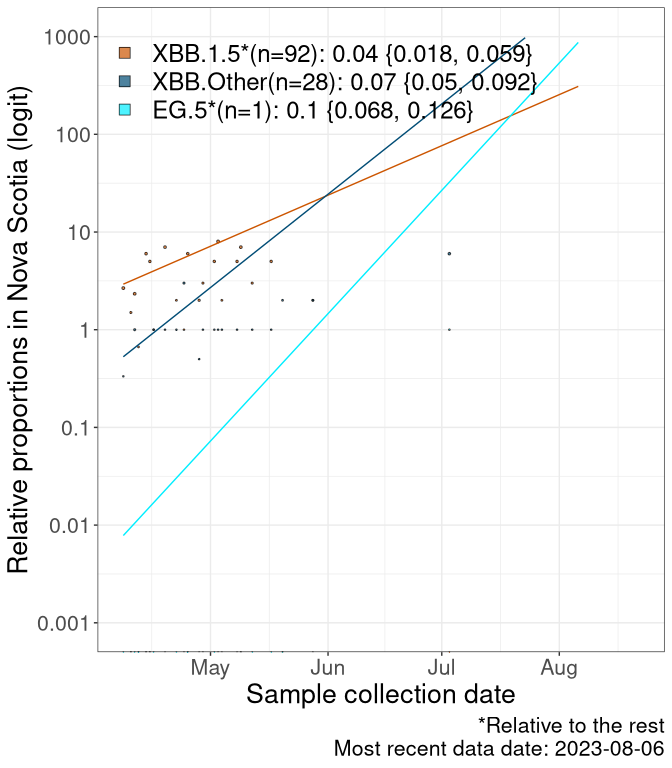 XBB.1.5*(n=92): 0.04 {0.018, 0.059}
XBB.Other(n=28): 0.07 {0.05, 0.092}
EG.5*(n=1): 0.1 {0.068, 0.126}
Relative proportions in Nova Scotia (logit)
1000
100
10
1
0.1
0.01
0.001
May Jun Jul Aug
Sample collection date
*Relative to the rest
Most recent data date: 2023-08-06